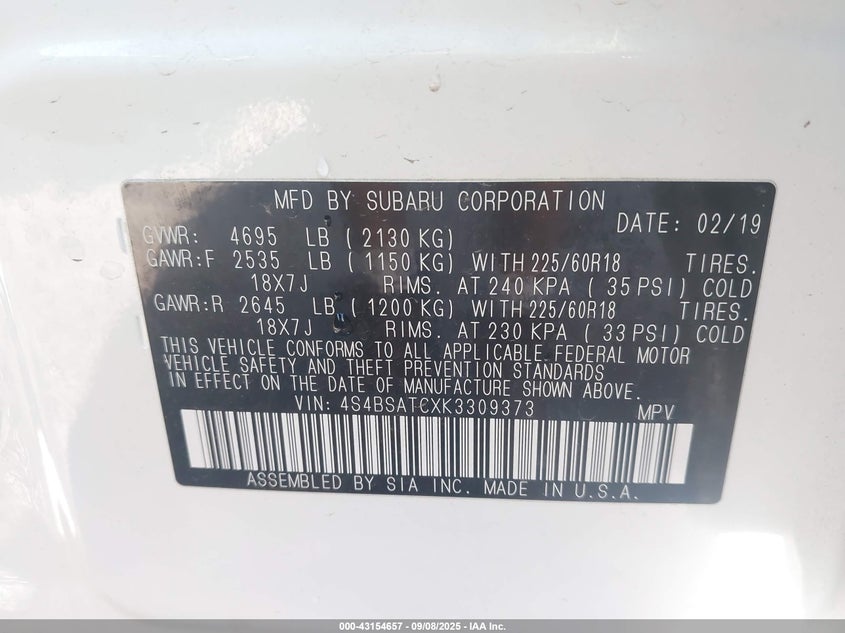 MFD BY SUBARU CORPORATION
DATE: 02/19
GVWR: 4695 LB ( 2130 KG)
GAWR:F 2535 LB ( 1150 KG) WITH 225/60R18 TIRES.
18X7J RIMS. AT 240 KPA ( 35 PSI) COLD
GAWR:R 2645 LB ( 1200 KG) WITH 225/60R18 TIRES.
18X7J RIMS. AT 230 KPA ( 33 PSI) COLD
THIS VEHICLE CONFORMS TO ALL APPLICABLE FEDERAL MOTOR
VEHICLE SAFETY AND THEFT PREVENTION STANDARDS
IN EFFECT ON THE DATE OF MANUFACTURE SHOWN ABOVE.
VIN: 4S4BSATCXK3309373 MPV
ASSEMBLED BY SIA INC. MADE IN U.S.A.
000-43154657 - 09/08/2025 - IAA Inc.